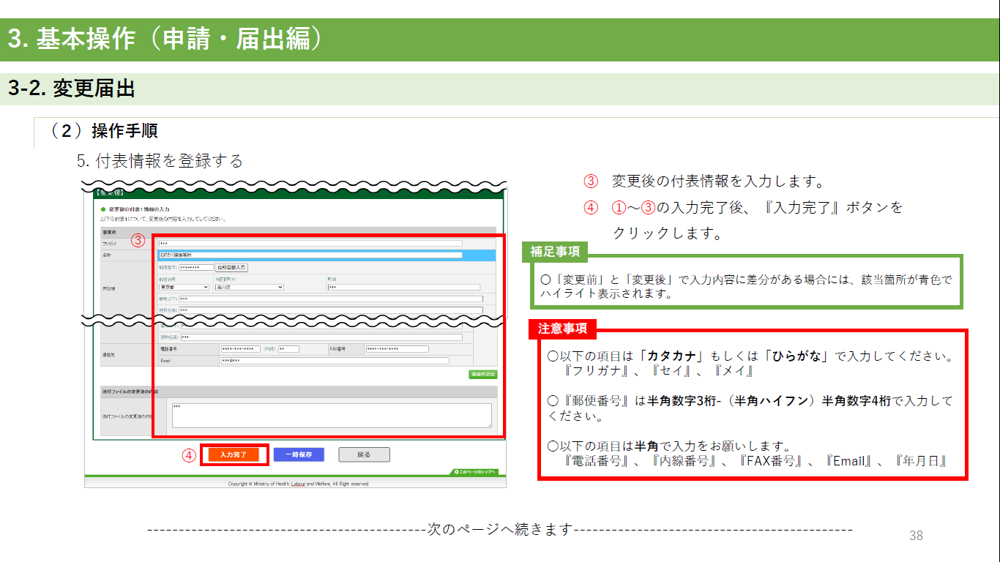 3. 基本操作（申請・届出編）
3-2. 変更届出
（２）操作手順
5. 付表情報を登録する
【変更後】
● 変更後の付表1情報の入力
以下の付表1について、変更後の内容を入力してください。
事業所
フリガナ
***
名称
③
郵便番号：
***-****
住所自動入力
所在地
都道府県
市区町村
町域
東京都
品川区
***
番地以下：
***
建物名等：
***
建物名等：
***
連絡先
電話番号
****-***-****
（内線）
**
FAX番号
****-***-****
Email
***@***
事業所追加
添付ファイルの変更後の内容
添付ファイルの変更後の内容
***
④
入力完了
一時保存
戻る
このページのトップへ
Copyright © Ministry of Health, Labour and Welfare, All Right reserved.
③ 変更後の付表情報を入力します。
④ ①～③の入力完了後、『入力完了』ボタンを
クリックします。
補足事項
〇「変更前」と「変更後」で入力内容に差分がある場合には、該当箇所が青色で
ハイライト表示されます。
注意事項
〇以下の項目は「カタカナ」もしくは「ひらがな」で入力してください。
『フリガナ』、『セイ』、『メイ』
〇『郵便番号』は半角数字3桁-（半角ハイフン）半角数字4桁で入力して
ください。
〇以下の項目は半角で入力をお願いします。
『電話番号』、『内線番号』、『FAX番号』、『Email』、『年月日』
--------------------------------------------次のページへ続きます--------------------------------------------
38